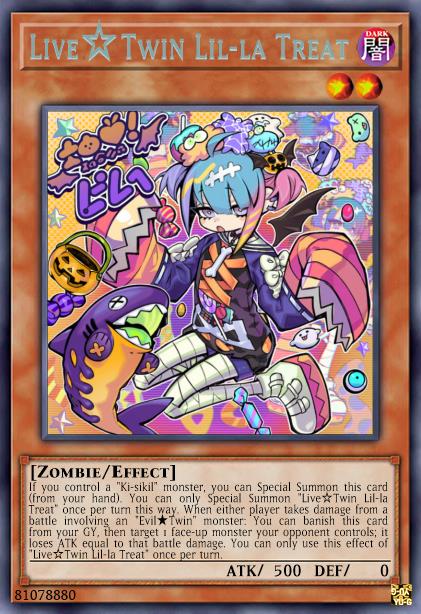 Live☆Twin Lil-la Treat
DARK
闇
[Zombie/Effect]
If you control a "Ki-sikil" monster, you can Special Summon this card
(from your hand). You can only Special Summon "Live☆Twin Lil-la
Treat" once per turn this way. When either player takes damage from a
battle involving an "Evil★Twin" monster: You can banish this card
from your GY, then target 1 face-up monster your opponent controls; it
loses ATK equal to that battle damage. You can only use this effect of
"Live☆Twin Lil-la Treat" once per turn.
ATK/ 500 DEF/ 0
81078880